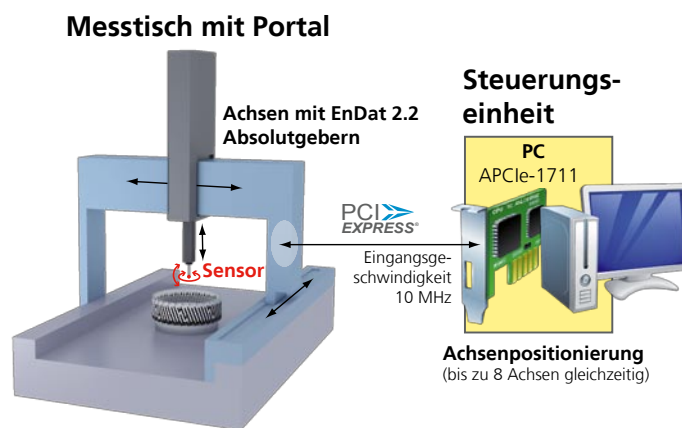 Messtisch mit Portal
Achsen mit EnDat 2.2
Absolutgebern
Sensor
PCI
EXPRESS®
Eingangsge-
schwindigkeit
10 MHz
Steuerungs-
einheit
PC
APCIe-1711
Achsenpositionierung
(bis zu 8 Achsen gleichzeitig)